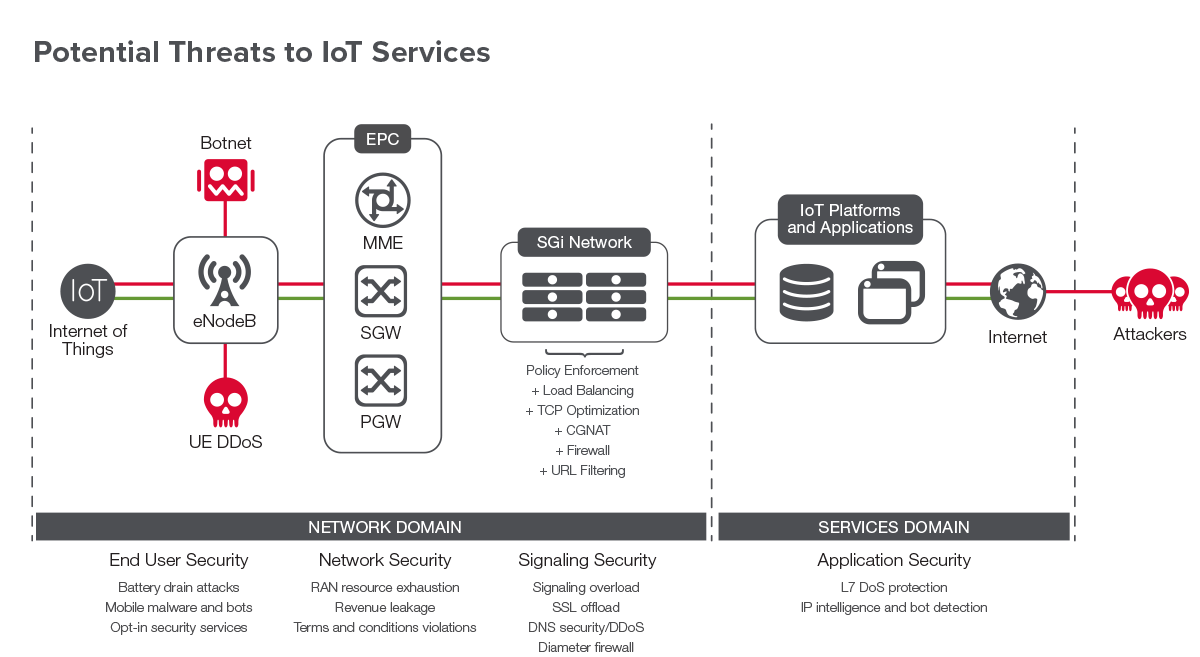 Potential Threats to IoT Services
Botnet
EPC
MME
SGW
PGW
IoT
Internet of
Things
eNodeB
UE DDoS
SGi Network
Policy Enforcement
+ Load Balancing
+ TCP Optimization
+ CGNAT
+ Firewall
+ URL Filtering
IoT Platforms
and Applications
Internet
Attackers
NETWORK DOMAIN
SERVICES DOMAIN
End User Security
Battery drain attacks
Mobile malware and bots
Opt-in security services
Network Security
RAN resource exhaustion
Revenue leakage
Terms and conditions violations
Signaling Security
Signaling overload
SSL offload
DNS security/DDoS
Diameter firewall
Application Security
L7 DoS protection
IP intelligence and bot detection